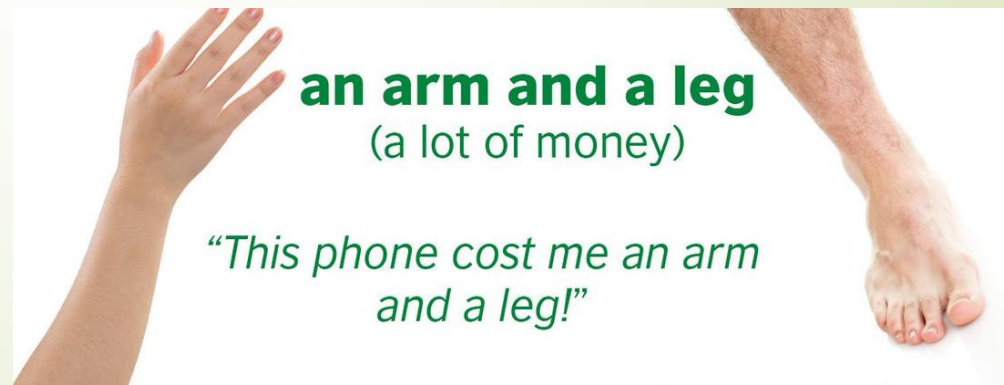 an arm and a leg
(a lot of money)
“This phone cost me an arm
and a leg!”